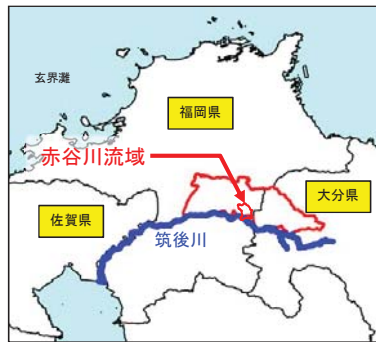 玄界灘
福岡県
赤谷川流域
大分県
佐賀県
筑後川